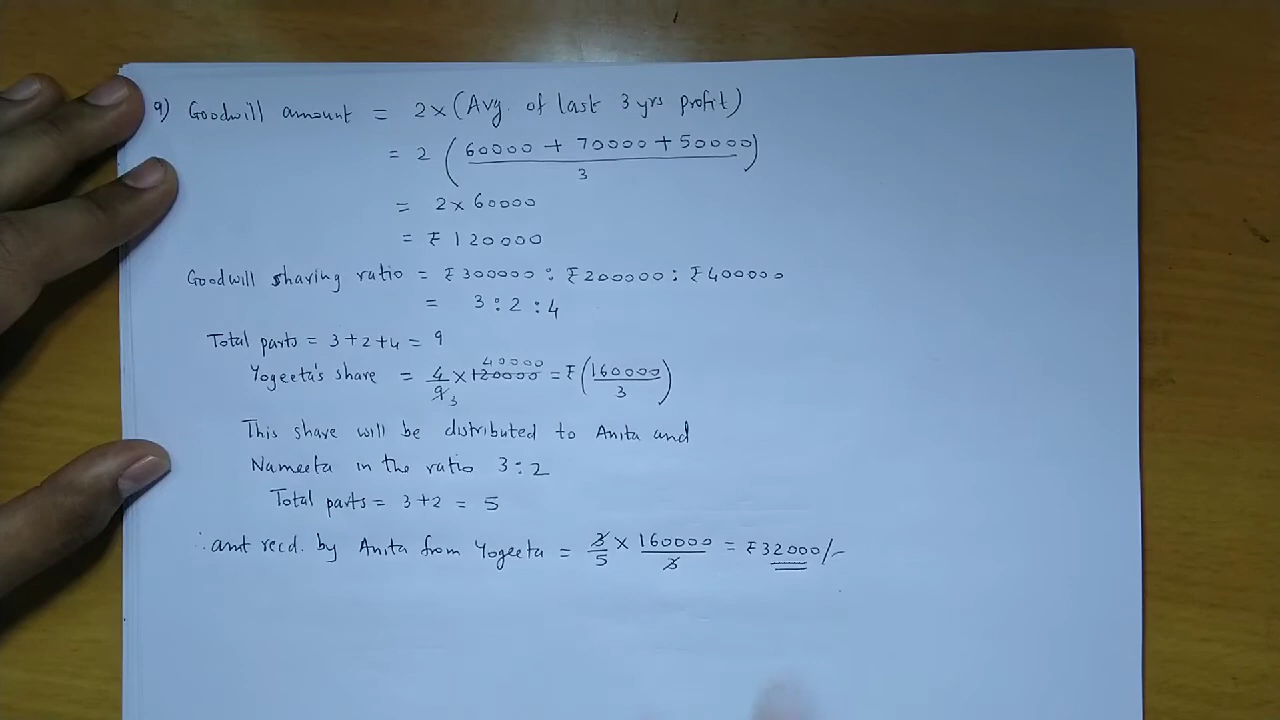 9) Goodwill amount = 2 × (Avg. of last 3 yrs profit)
= 2 ( 60000 + 70000 + 50000 / 3 )
= 2 × 60000
= ₹ 120000
Goodwill sharing ratio = ₹300000 : ₹200000 : ₹400000
= 3 : 2 : 4
Total parts = 3+2+4 = 9
40000
Yogeeta's share = 4/9 × 120000 = ₹ (160000/3)
3
This share will be distributed to Anita and
Nameeta in the ratio 3 : 2
Total parts = 3+2 = 5
∴ amt recd. by Anita from Yogeeta = 3/5 × 160000/3 = ₹32000/-